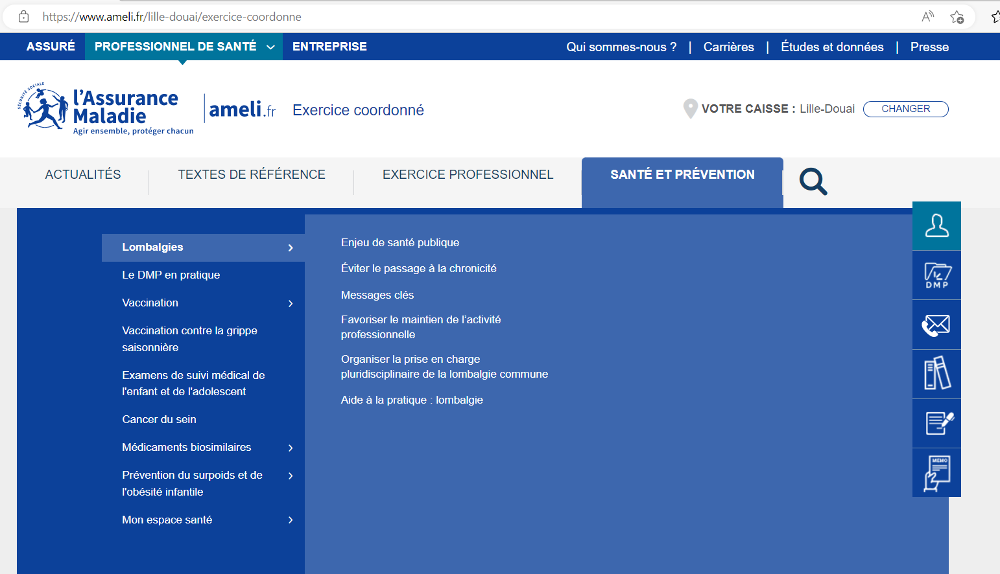 https://www.ameli.fr/lille-douai/exercice-coordonne
ASSURÉ
PROFESSIONNEL DE SANTÉ
ENTREPRISE
Qui sommes-nous ? | Carrières | Études et données | Presse
SÉCURITÉ SOCIALE
l'Assurance
Maladie
Agir ensemble, protéger chacun
ameli.fr
Exercice coordonné
VOTRE CAISSE : Lille-Douai
CHANGER
ACTUALITÉS
TEXTES DE RÉFÉRENCE
EXERCICE PROFESSIONNEL
SANTÉ ET PRÉVENTION
Lombalgies
Le DMP en pratique
Vaccination
Vaccination contre la grippe
saisonnière
Examens de suivi médical de
l'enfant et de l'adolescent
Cancer du sein
Médicaments biosimilaires
Prévention du surpoids et de
l'obésité infantile
Mon espace santé
Enjeu de santé publique
Éviter le passage à la chronicité
Messages clés
Favoriser le maintien de l’activité
professionnelle
Organiser la prise en charge
pluridisciplinaire de la lombalgie commune
Aide à la pratique : lombalgie
DMP
MEMO